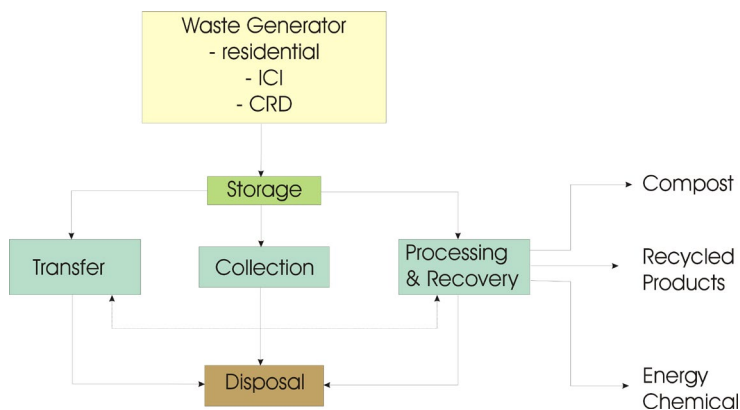 Waste Generator
- residential
- ICI
- CRD
Storage
Compost
Transfer
Collection
Processing
& Recovery
Recycled
Products
Disposal
Energy
Chemical